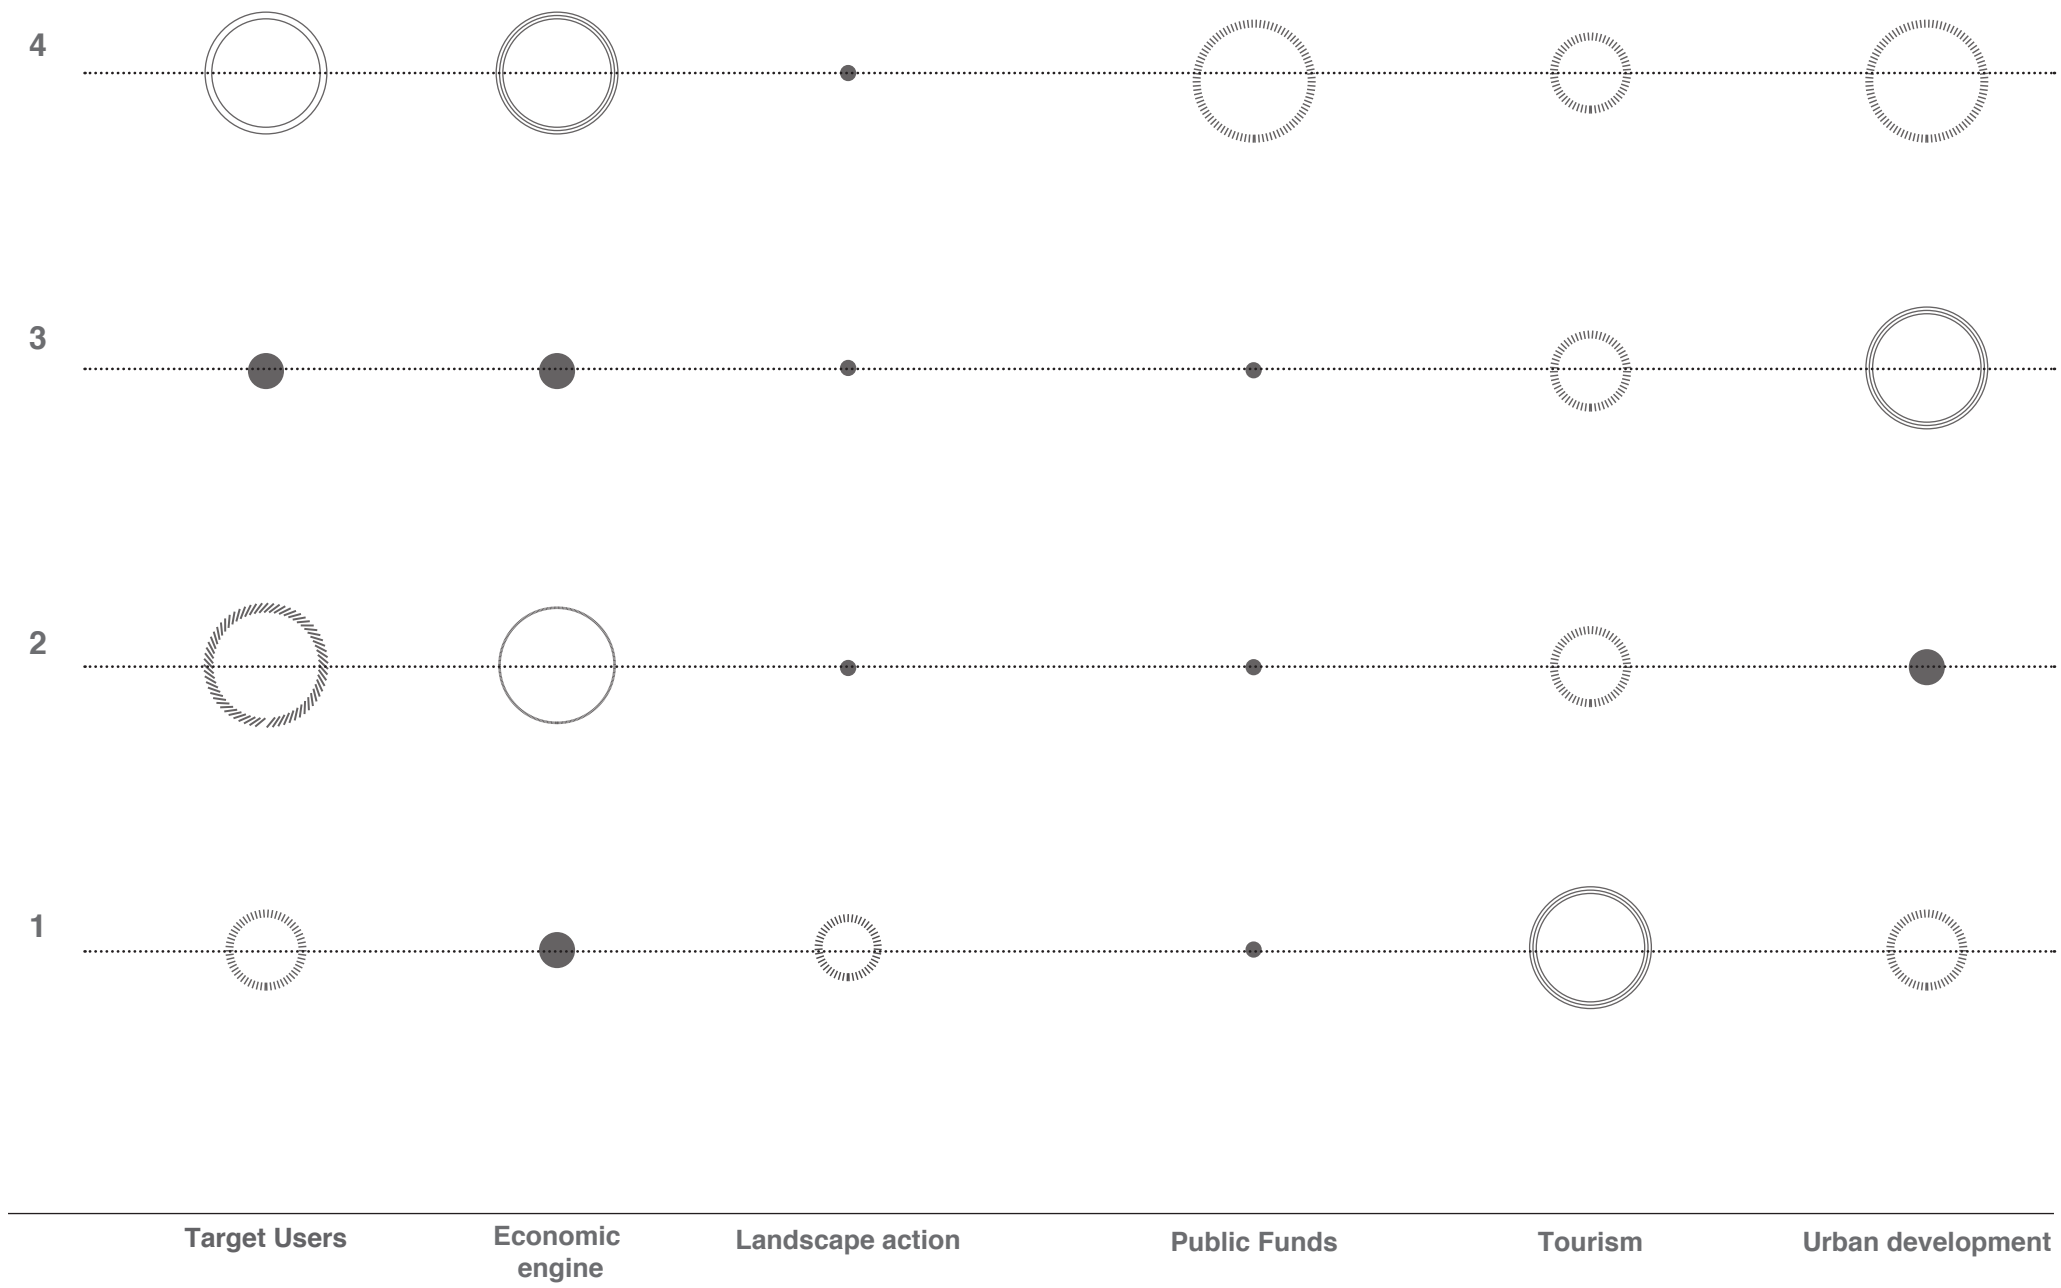 4
3
2
1
Target Users
Economic
engine
Landscape action
Public Funds
Tourism
Urban development